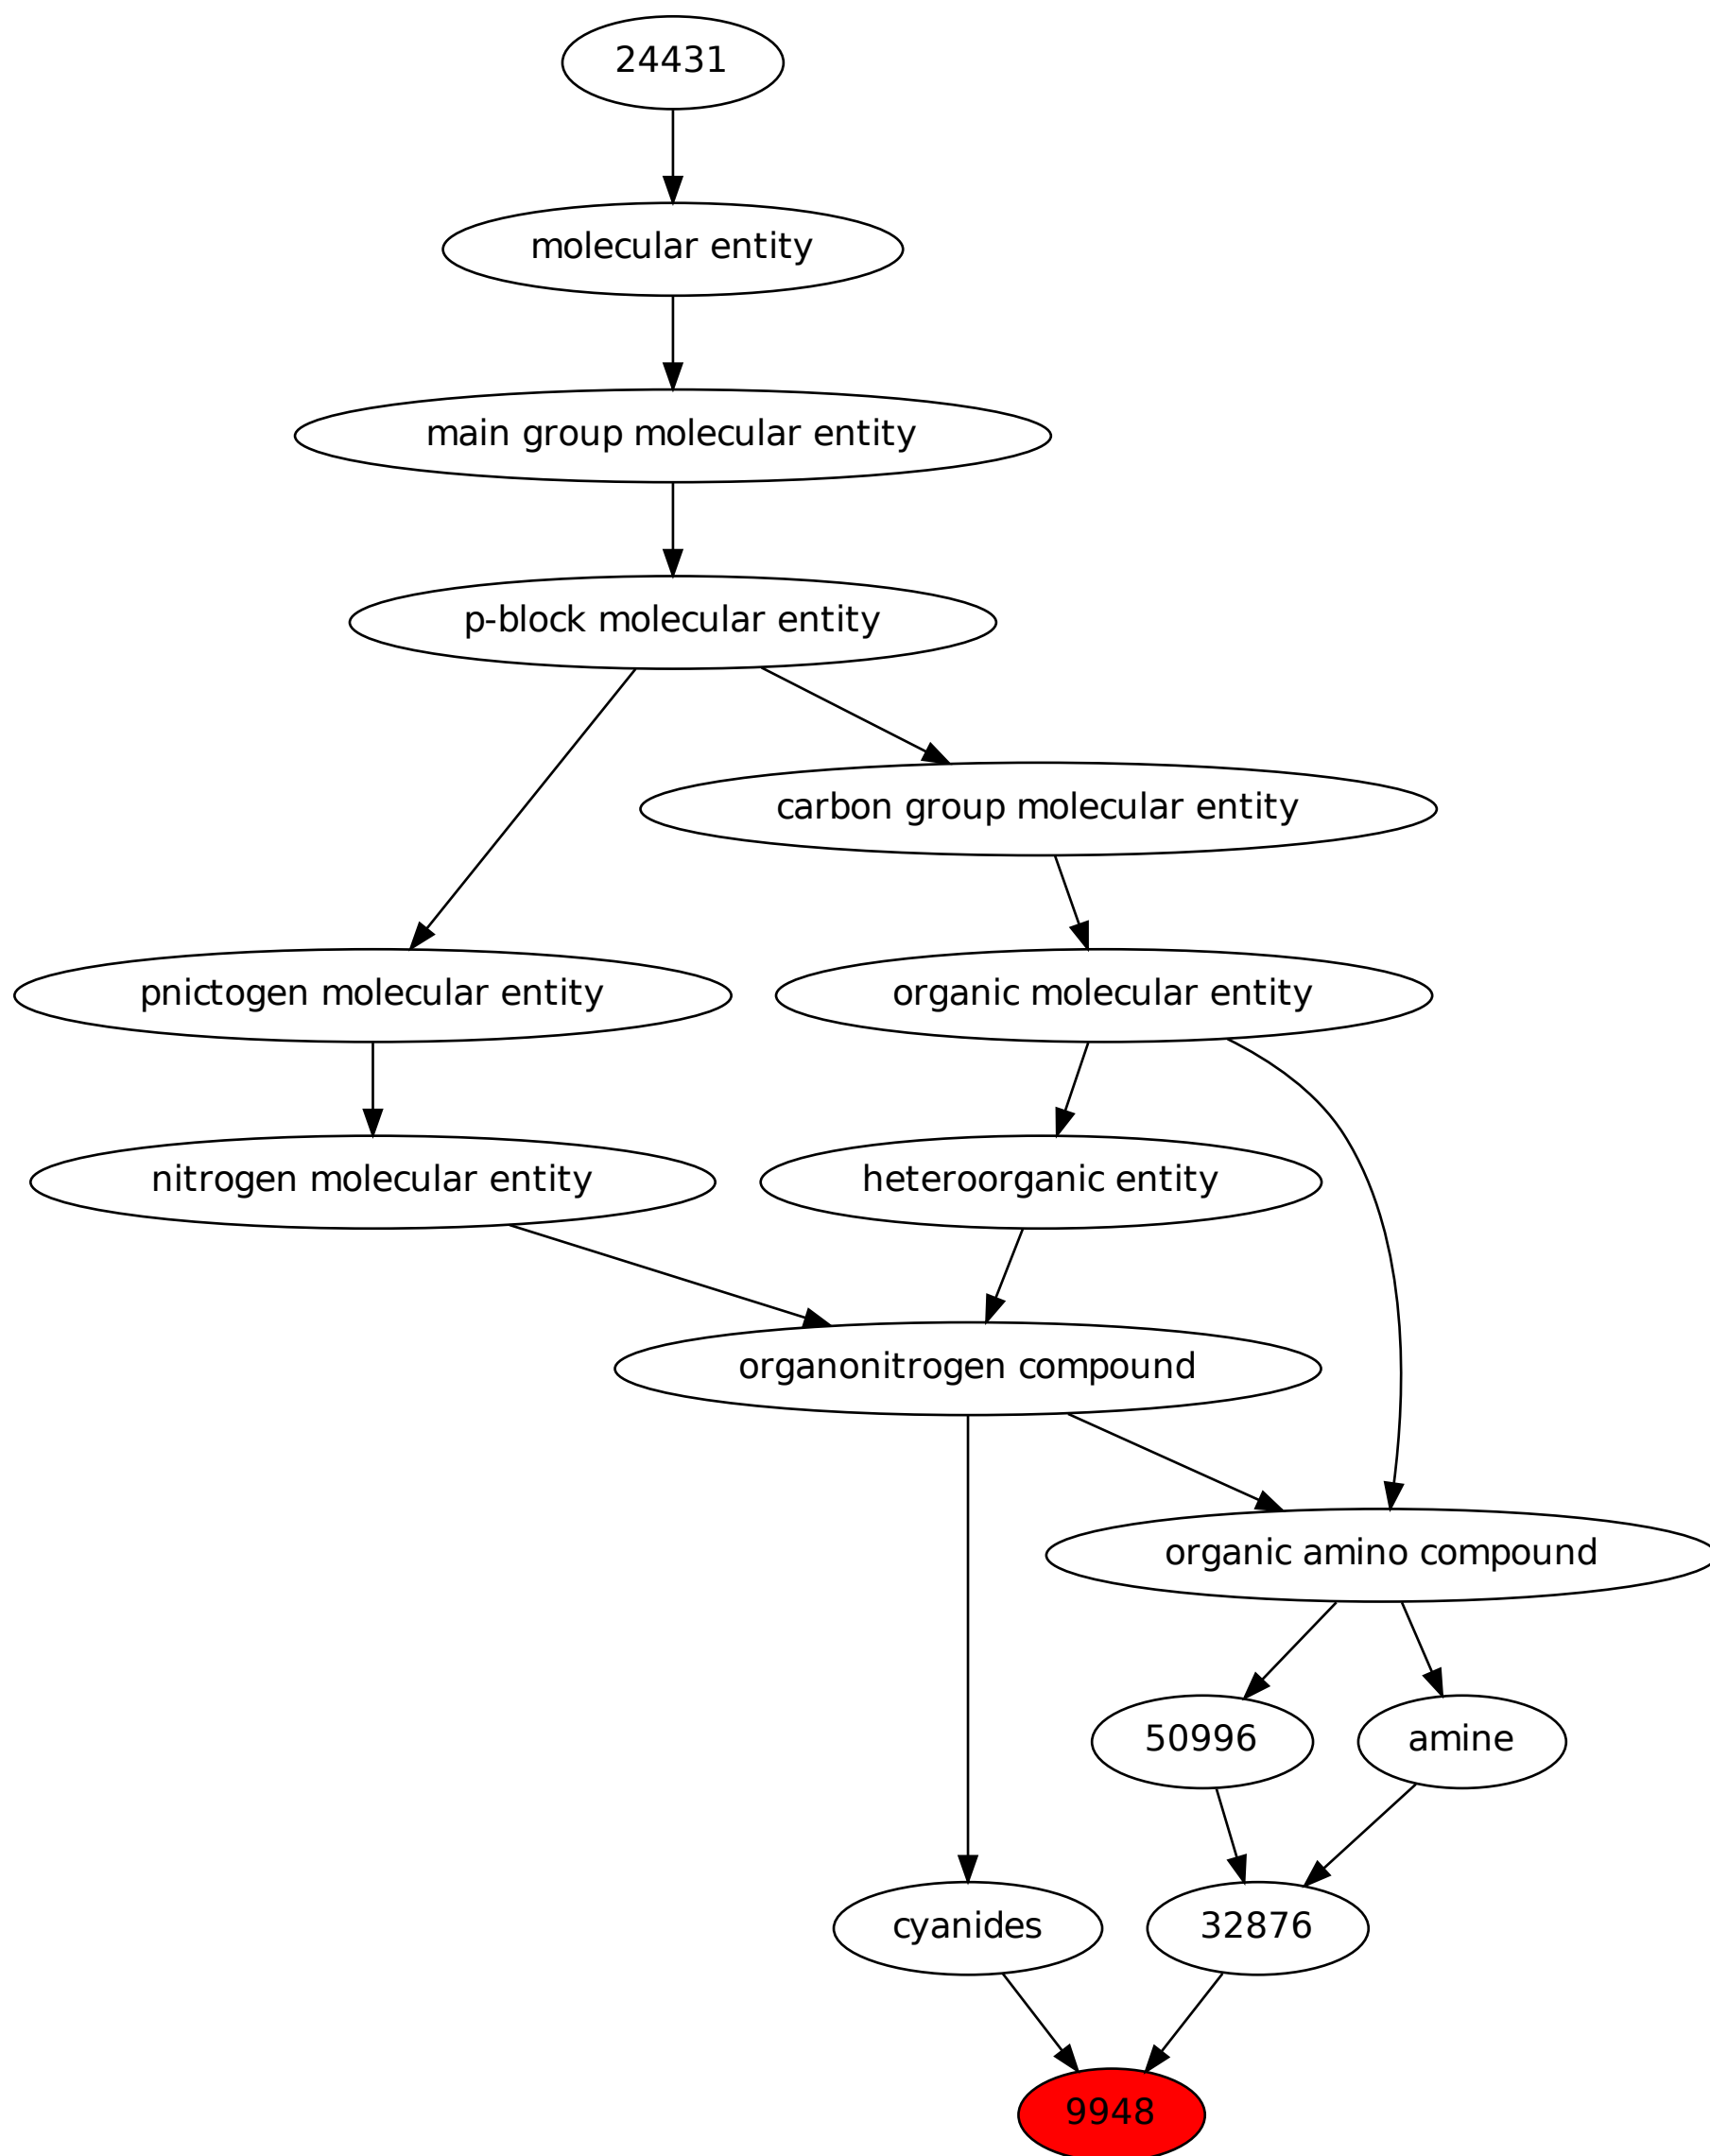 24431
molecular entity
main group molecular entity
p-block molecular entity
carbon group molecular entity
pnictogen molecular entity
organic molecular entity
nitrogen molecular entity
heteroorganic entity
organonitrogen compound
organic amino compound
50996
amine
cyanides
32876
9948